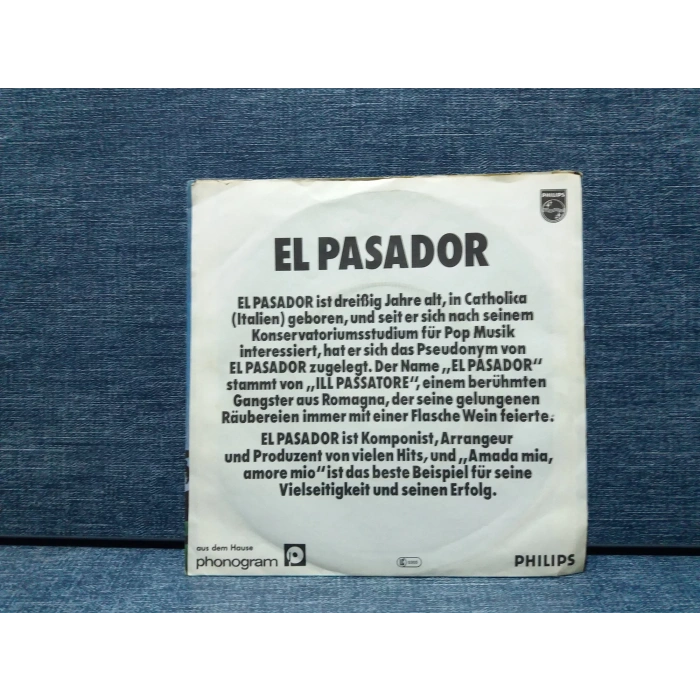 PHILIPS
EL PASADOR
EL PASADOR ist dreißig Jahre alt, in Catholica
(Italien) geboren, und seit er sich nach seinem
Konservatoriumsstudium für Pop Musik
interessiert, hat er sich das Pseudonym von
EL PASADOR zugelegt. Der Name „EL PASADOR“
stammt von „ILL PASSATORE“, einem berühmten
Gangster aus Romagna, der seine gelungenen
Räubereien immer mit einer Flasche Wein feierte.
EL PASADOR ist Komponist, Arrangeur
und Produzent von vielen Hits, und „Amada mia,
amore mio“ ist das beste Beispiel für seine
Vielseitigkeit und seinen Erfolg.
aus dem Hause
phonogram
PHILIPS